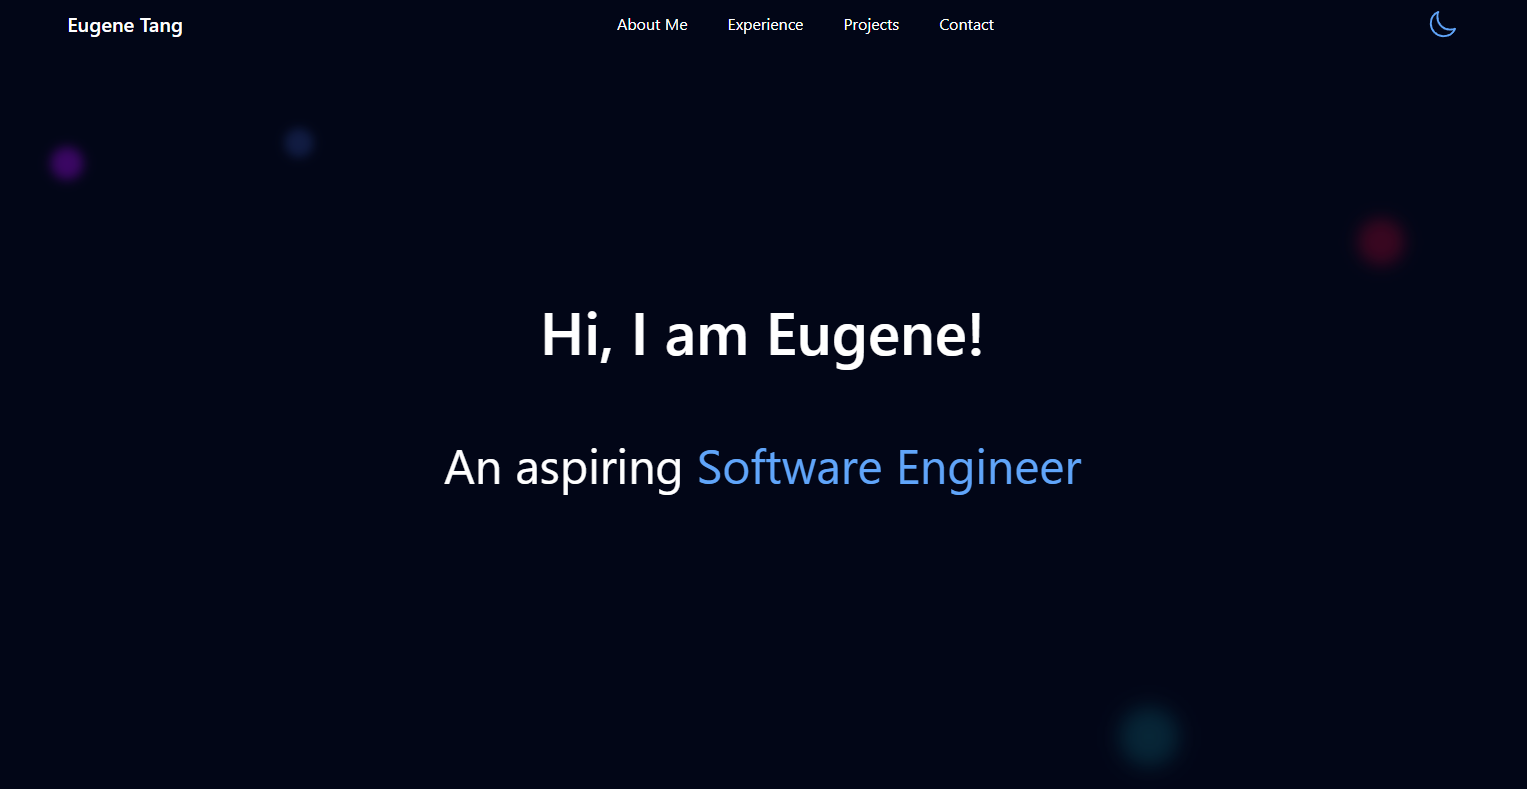 Eugene Tang
About Me
Experience
Projects
Contact
Hi, I am Eugene!
An aspiring Software Engineer